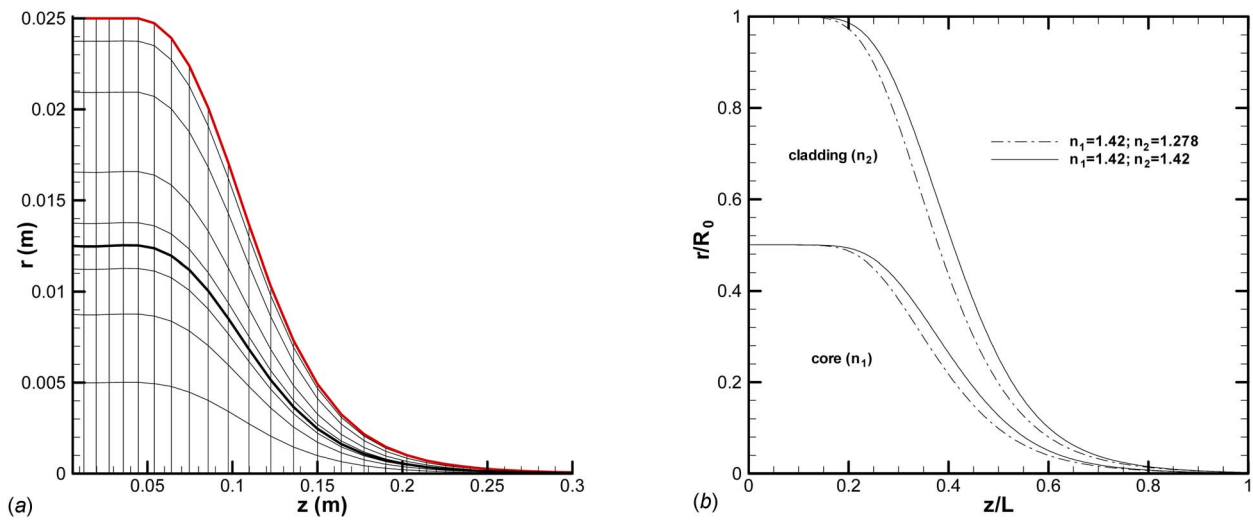 0.025
0.02
0.015
0.01
0.005
0
r (m)
0.05
0.1
0.15
0.2
0.25
0.3
z (m)
(a)
1
0.8
0.6
0.4
0.2
0
r/R₀
n₁=1.42; n₂=1.278
n₁=1.42; n₂=1.42
cladding (n₂)
core (n₁)
0
0.2
0.4
0.6
0.8
1
z/L
(b)